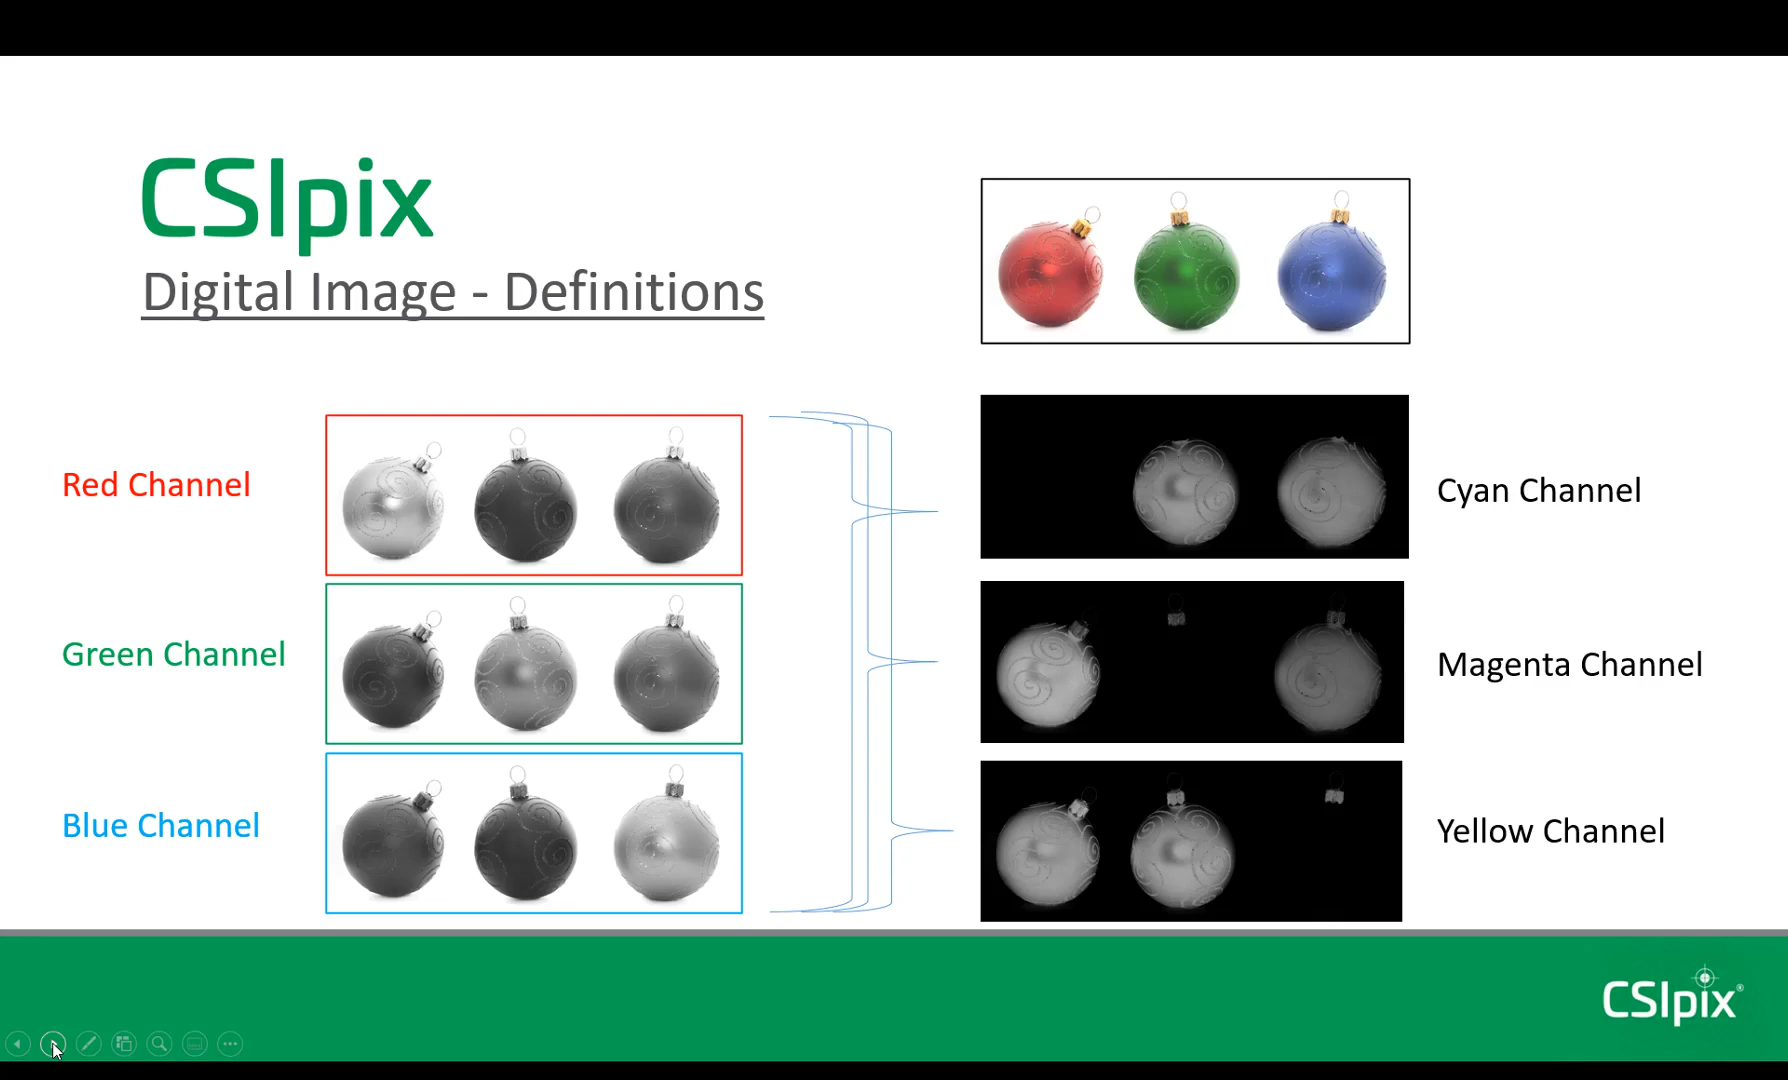 CSIpix
Digital Image - Definitions
Red Channel
Green Channel
Blue Channel
Cyan Channel
Magenta Channel
Yellow Channel
CSIpix®